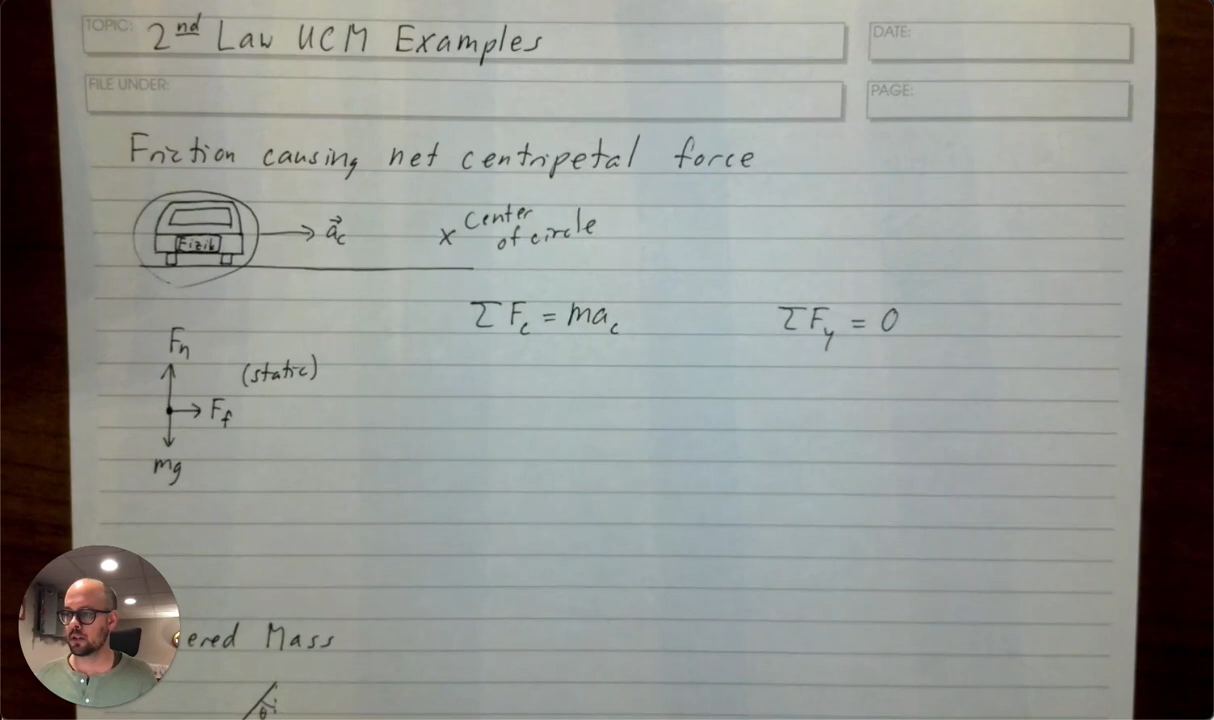 TOPIC: 2nd Law UCM Examples
DATE:
FILE UNDER:
PAGE:
Friction causing net centripetal force
Fizik
a⃗c
x center
of circle
ΣFc = mac
ΣFy = 0
Fn
(static)
Ff
mg
ered Mass
θ